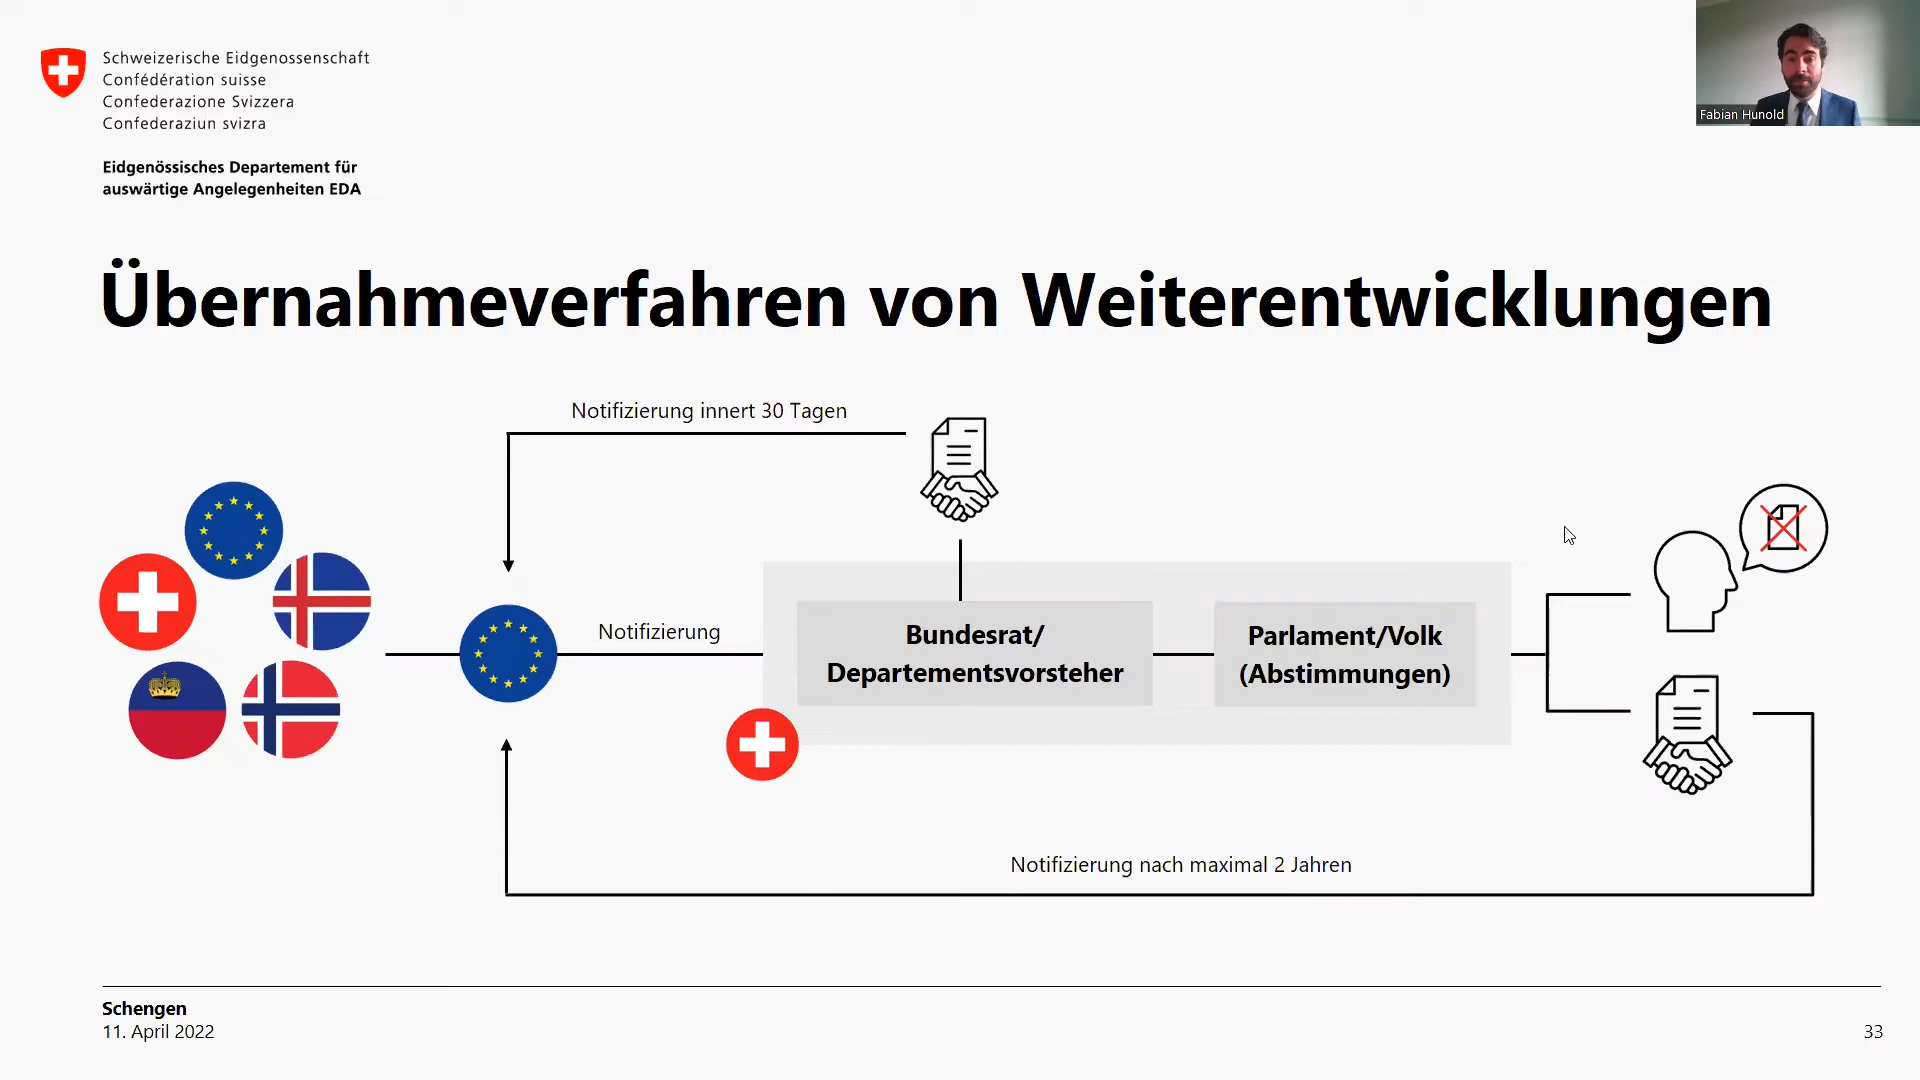 Schweizerische Eidgenossenschaft
Confédération suisse
Confederazione Svizzera
Confederaziun svizra
Eidgenössisches Departement für
auswärtige Angelegenheiten EDA
Fabian Hunold
Übernahmeverfahren von Weiterentwicklungen
Notifizierung innert 30 Tagen
Notifizierung
Bundesrat/
Departementsvorsteher
Parlament/Volk
(Abstimmungen)
Notifizierung nach maximal 2 Jahren
Schengen
11. April 2022
33